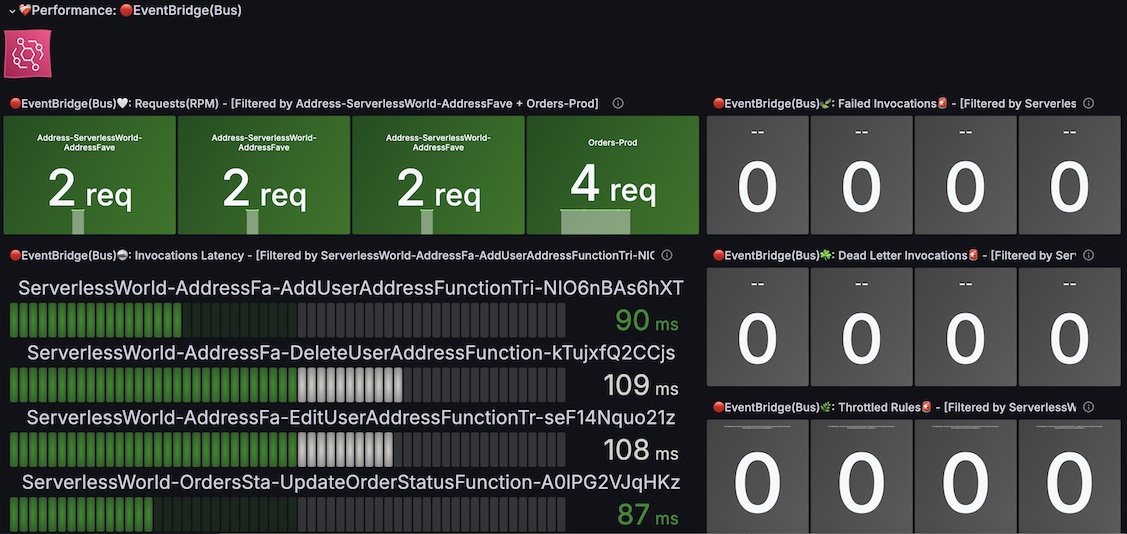 Performance: EventBridge(Bus)
EventBridge(Bus): Requests(RPM) - [Filtered by Address-ServerlessWorld-AddressFave + Orders-Prod]
Address-ServerlessWorld-
AddressFave
2 req
Address-ServerlessWorld-
AddressFave
2 req
Address-ServerlessWorld-
AddressFave
2 req
Orders-Prod
4 req
EventBridge(Bus): Failed Invocations - [Filtered by Serverles
-- -- -- --
0 0 0 0
EventBridge(Bus): Invocations Latency - [Filtered by ServerlessWorld-AddressFa-AddUserAddressFunctionTri-NIO
ServerlessWorld-AddressFa-AddUserAddressFunctionTri-NIO6nBAs6hXT
90 ms
ServerlessWorld-AddressFa-DeleteUserAddressFunction-kTujxfQ2CCjs
109 ms
ServerlessWorld-AddressFa-EditUserAddressFunctionTr-seF14Nquo21z
108 ms
ServerlessWorld-OrdersSta-UpdateOrderStatusFunction-A0IPG2VJqHKz
87 ms
EventBridge(Bus): Dead Letter Invocations - [Filtered by Ser
-- -- -- --
0 0 0 0
EventBridge(Bus): Throttled Rules - [Filtered by ServerlessW
0 0 0 0